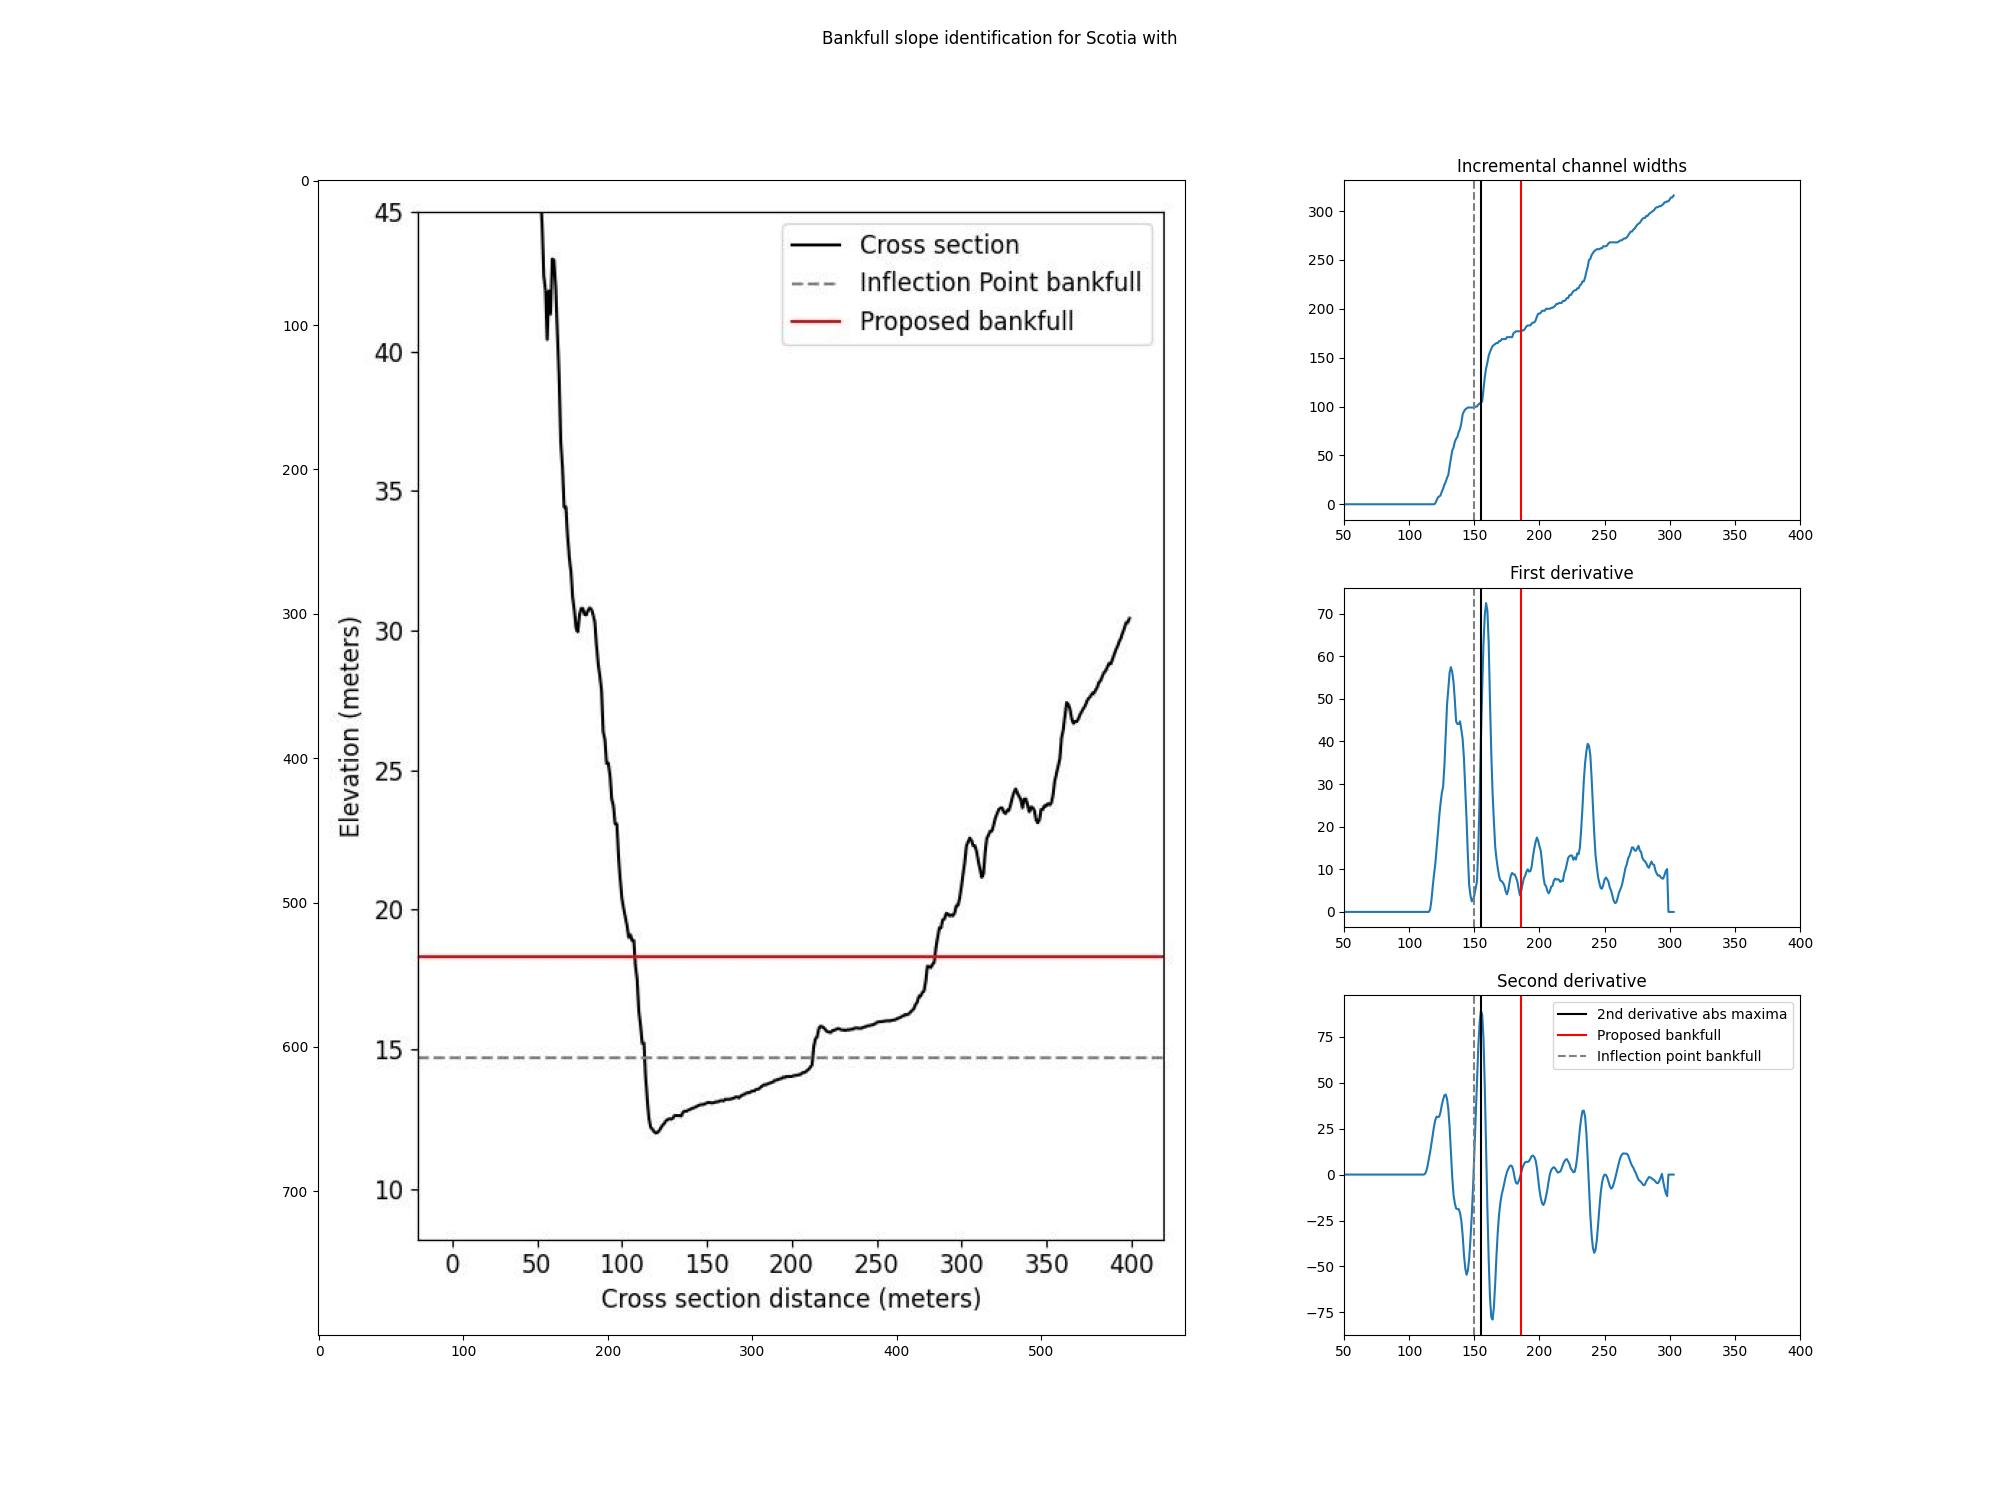 Bankfull slope identification for Scotia with
0
100
200
300
400
500
600
700
0 100 200 300 400 500
45
40
35
30
25
20
15
10
Elevation (meters)
Cross section
Inflection Point bankfull
Proposed bankfull
0 50 100 150 200 250 300 350 400
Cross section distance (meters)
Incremental channel widths
300
250
200
150
100
50
0
50 100 150 200 250 300 350 400
First derivative
70
60
50
40
30
20
10
0
50 100 150 200 250 300 350 400
Second derivative
75
50
25
0
−25
−50
−75
2nd derivative abs maxima
Proposed bankfull
Inflection point bankfull
50 100 150 200 250 300 350 400